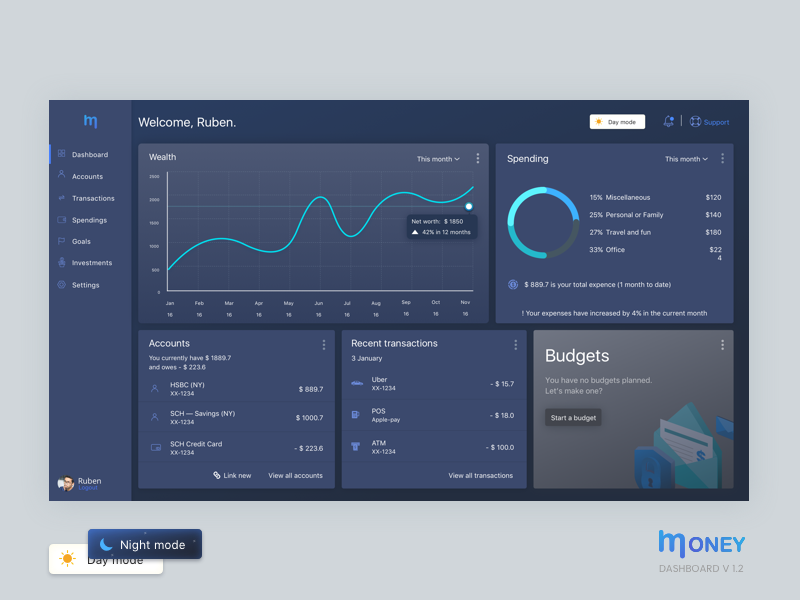 m
Welcome, Ruben.
Day mode
Support
Dashboard
Accounts
Transactions
Spendings
Goals
Investments
Settings
Ruben
Logout
Wealth
This month
2500
2000
1500
1000
500
0
Net worth: $ 1850
42% in 12 months
Jan Feb Mar Apr May Jun Jul Aug Sep Oct Nov
16 16 16 16 16 16 16 16 16 16 16
Spending
This month
15% Miscellaneous $120
25% Personal or Family $140
27% Travel and fun $180
33% Office $22
4
$ 889.7 is your total expence (1 month to date)
! Your expenses have increased by 4% in the current month
Accounts
You currently have $ 1889.7
and owes - $ 223.6
HSBC (NY)
XX-1234
$ 889.7
SCH — Savings (NY)
XX-1234
$ 1000.7
SCH Credit Card
XX-1234
- $ 223.6
Link new View all accounts
Recent transactions
3 January
Uber
XX-1234
- $ 15.7
POS
Apple-pay
- $ 18.0
ATM
XX-1234
- $ 100.0
View all transactions
Budgets
You have no budgets planned.
Let's make one?
Start a budget
$
Night mode
Day mode
mONEY
DASHBOARD V 1.2